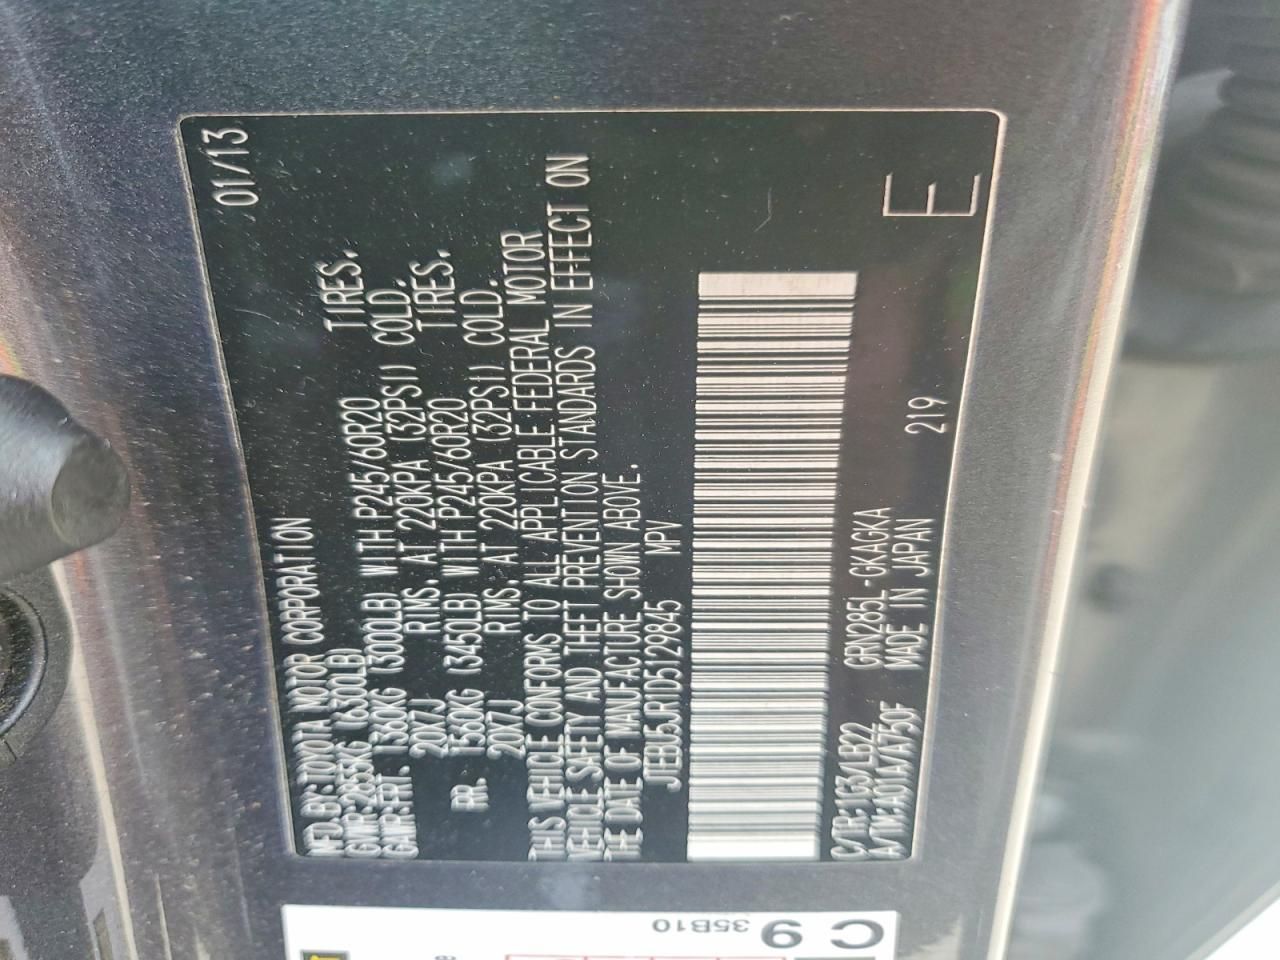 01/13
MFD.BY:TOYOTA MOTOR CORPORATION
GVWR:2855KG (6300LB)
GAWR:FRT. 1360KG (3000LB) WITH P245/60R20 TIRES.
20X7J RIMS. AT 220KPA (32PSI) COLD.
RR. 1560KG (3450LB) WITH P245/60R20 TIRES.
20X7J RIMS. AT 220KPA (32PSI) COLD.
THIS VEHICLE CONFORMS TO ALL APPLICABLE FEDERAL MOTOR
VEHICLE SAFETY AND THEFT PREVENTION STANDARDS IN EFFECT ON
THE DATE OF MANUFACTURE SHOWN ABOVE.
JTEBU5JR1D5129845 MPV
C/TR:1G3/LB22 GRN285L-GKAGKA 219
A/TM:A01A/A750F MADE IN JAPAN
E
C 9
35B10